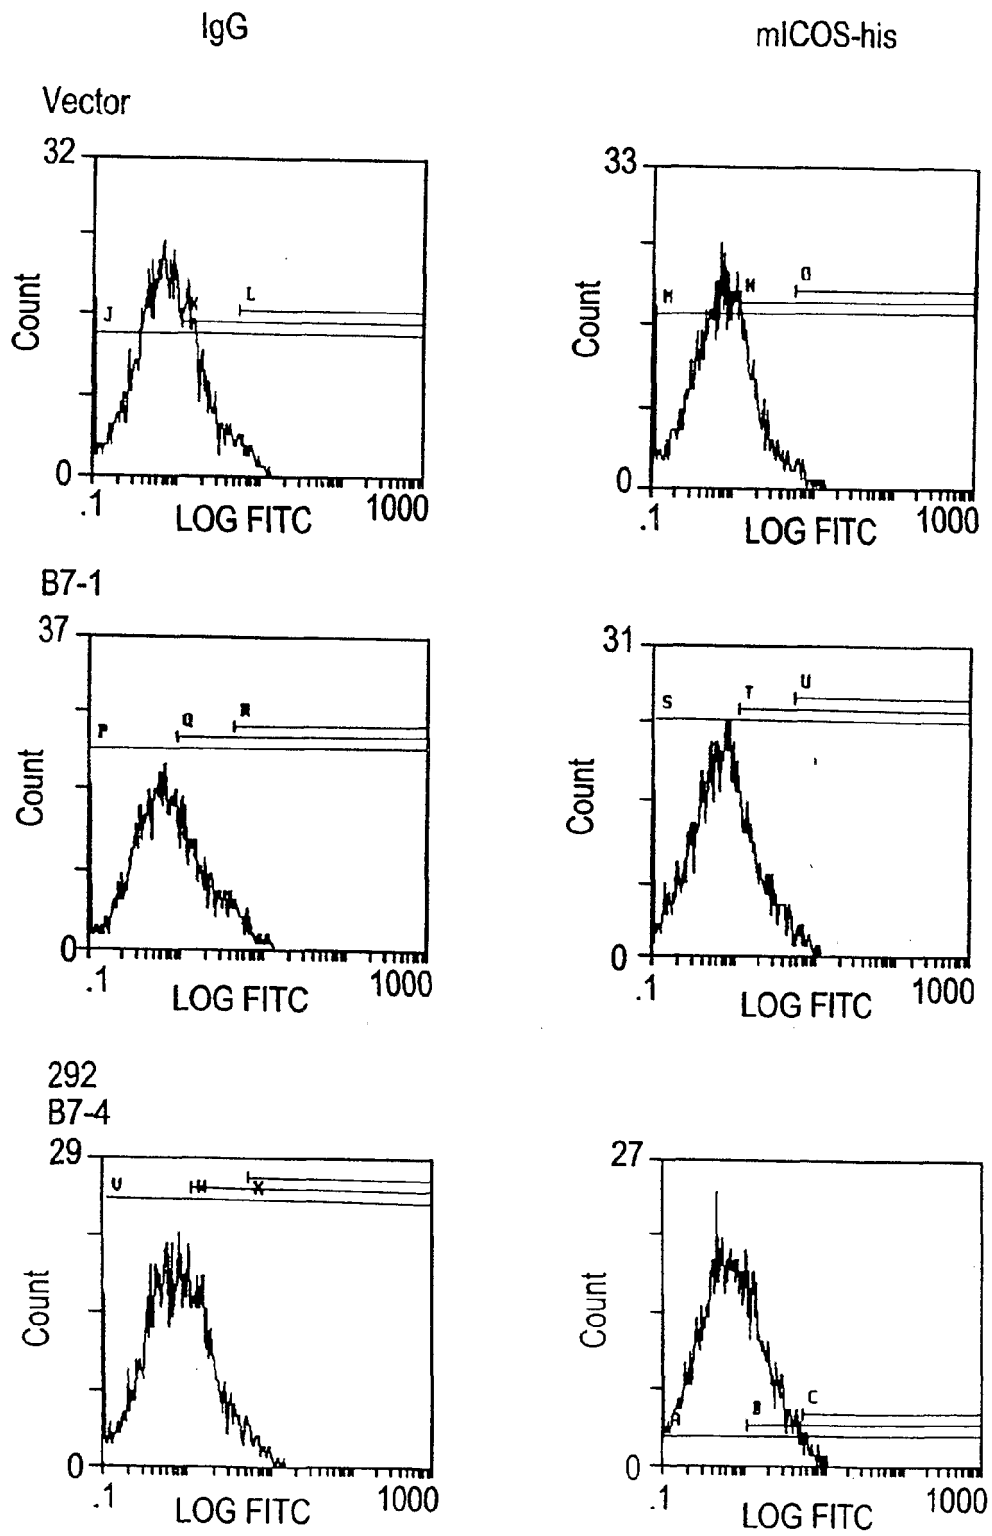 IgG
mICOS-his
Vector
32
Count
J
K
L
0
.1
1000
LOG FITC
33
Count
M
N
O
0
.1
1000
LOG FITC
B7-1
37
Count
P
Q
R
0
.1
1000
LOG FITC
31
Count
S
T
U
0
.1
1000
LOG FITC
292
B7-4
29
Count
V
W
X
0
.1
1000
LOG FITC
27
Count
A
B
C
0
.1
1000
LOG FITC